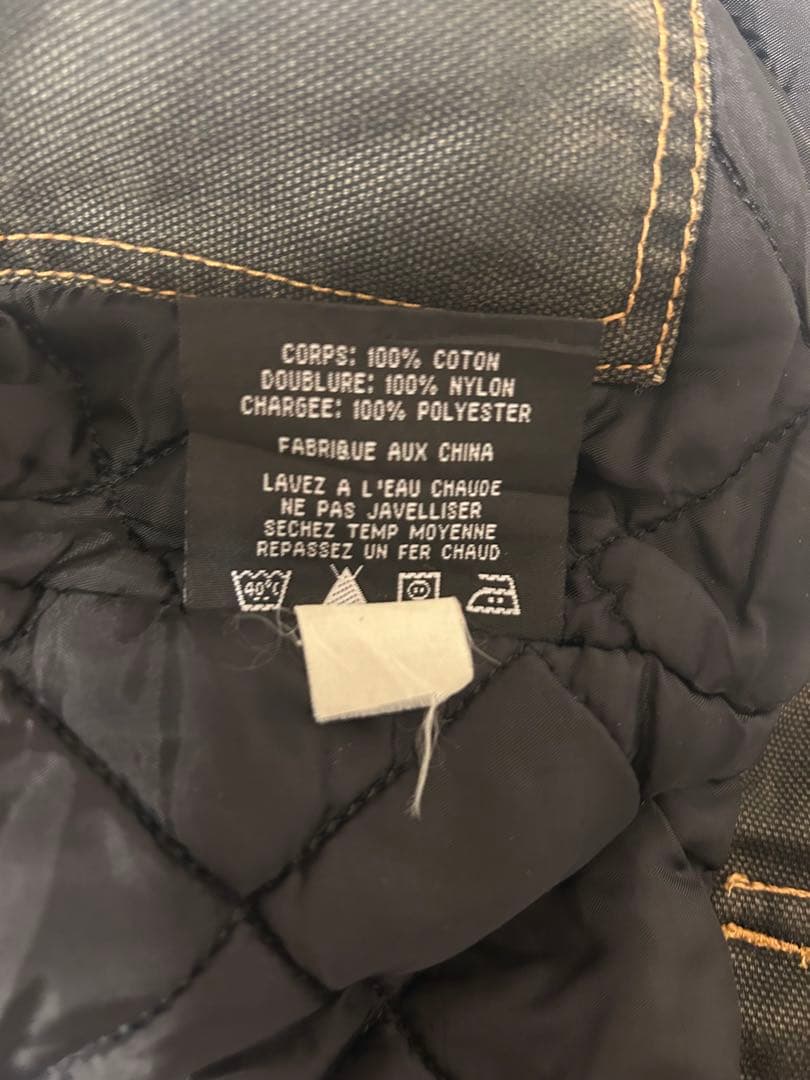 CORPS: 100% COTON
DOUBLURE: 100% NYLON
CHARGEE: 100% POLYESTER
FABRIQUE AUX CHINA
LAVEZ A L'EAU CHAUDE
NE PAS JAVELLISER
SECHEZ TEMP MOYENNE
REPASSEZ UN FER CHAUD
40°C